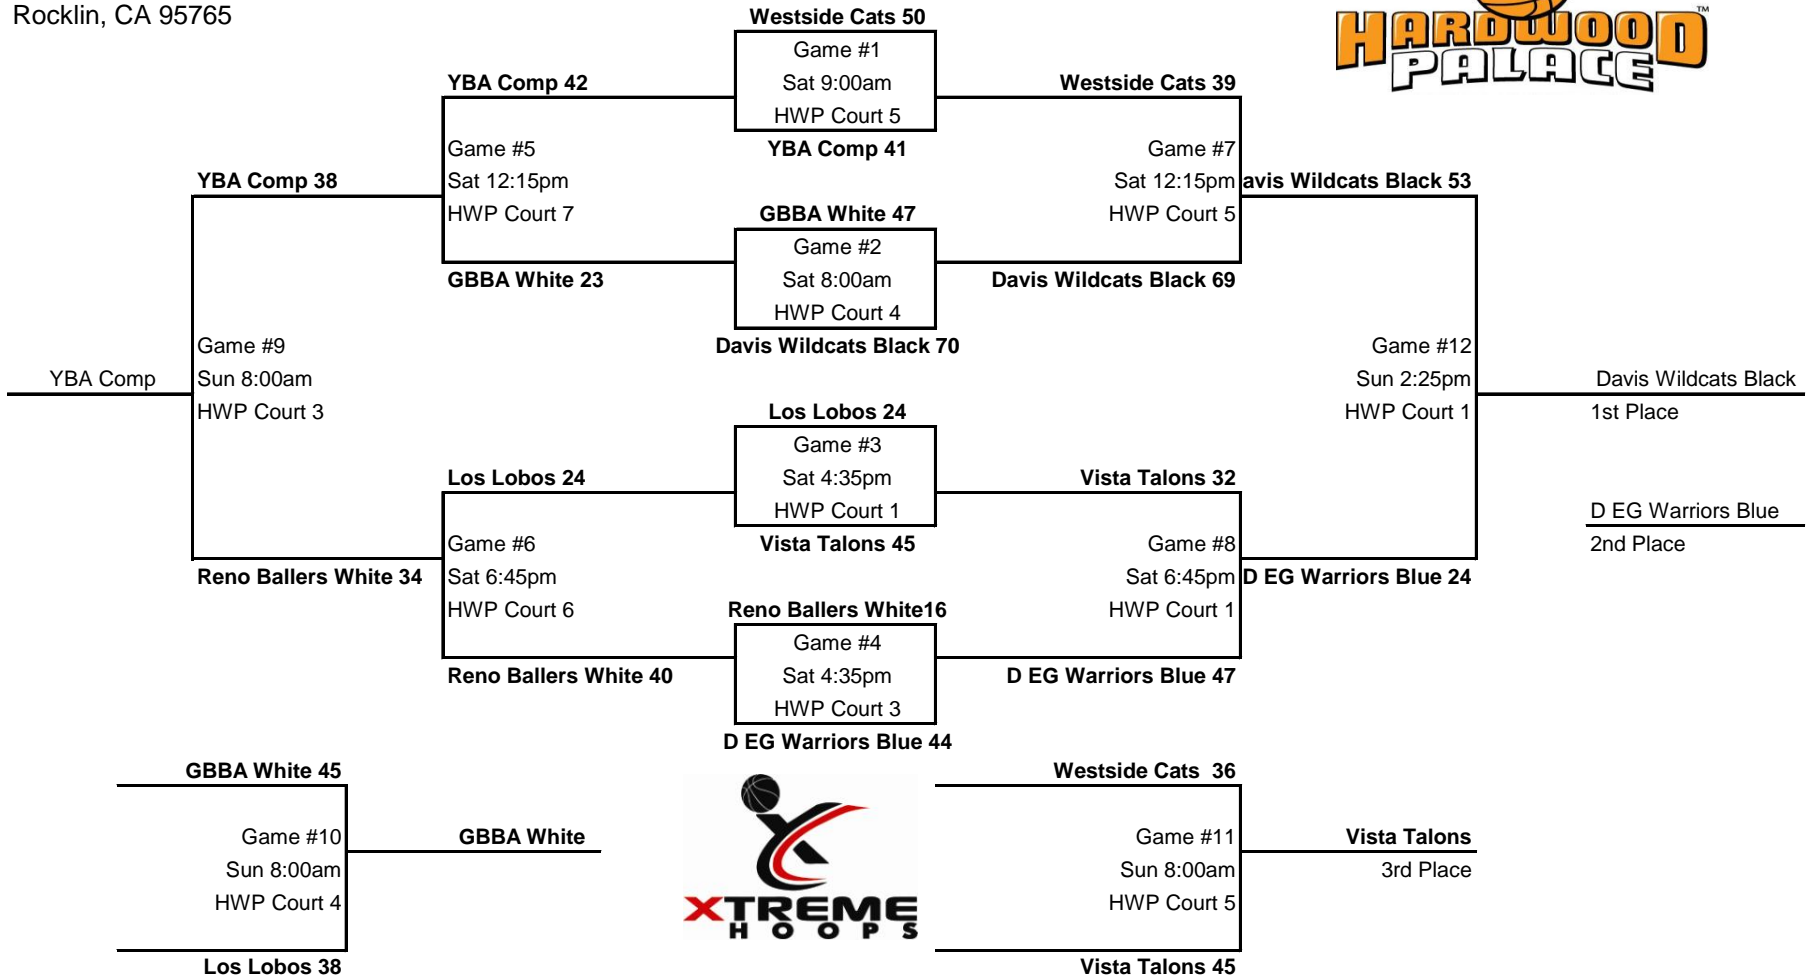 Rocklin, CA 95765
HARDWOOD
PALACE
™
Westside Cats 50
Game #1
Sat 9:00am
HWP Court 5
YBA Comp 41
YBA Comp 42
Game #5
Sat 12:15pm
HWP Court 7
GBBA White 23
Westside Cats 39
Game #7
Sat 12:15pm
HWP Court 5
Davis Wildcats Black 69
GBBA White 47
Game #2
Sat 8:00am
HWP Court 4
Davis Wildcats Black 70
YBA Comp 38
Game #9
Sun 8:00am
HWP Court 3
Reno Ballers White 34
YBA Comp
avis Wildcats Black 53
Game #12
Sun 2:25pm
HWP Court 1
D EG Warriors Blue 24
Davis Wildcats Black
1st Place
D EG Warriors Blue
2nd Place
Los Lobos 24
Game #3
Sat 4:35pm
HWP Court 1
Vista Talons 45
Los Lobos 24
Game #6
Sat 6:45pm
HWP Court 6
Reno Ballers White 40
Vista Talons 32
Game #8
Sat 6:45pm
HWP Court 1
D EG Warriors Blue 47
Reno Ballers White16
Game #4
Sat 4:35pm
HWP Court 3
D EG Warriors Blue 44
GBBA White 45
Game #10
Sun 8:00am
HWP Court 4
Los Lobos 38
GBBA White
XTREME
HOOPS
Westside Cats  36
Game #11
Sun 8:00am
HWP Court 5
Vista Talons 45
Vista Talons
3rd Place